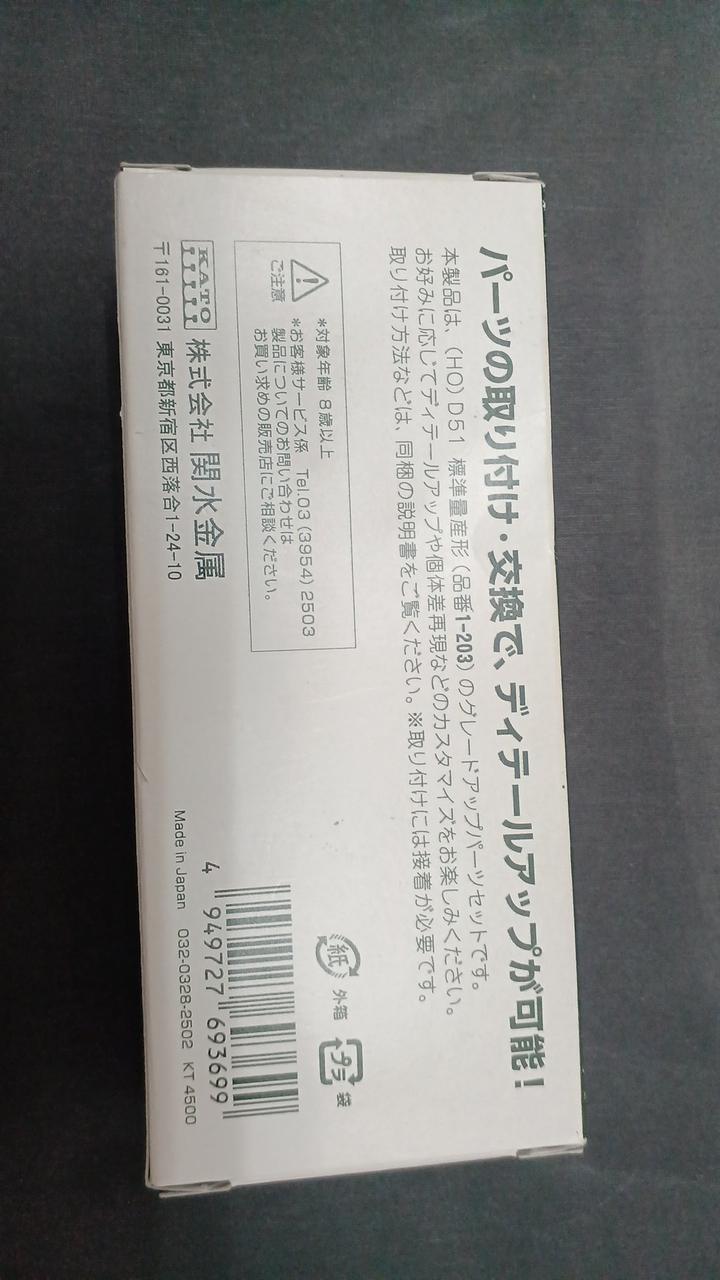 パーツの取り付け・交換で、ディテールアップが可能！
本製品は、(HO) D51 標準量産形 (品番1-203) のグレードアップパーツセットです。
お好みに応じてディテールアップや個体差再現などのカスタマイズをお楽しみください。
取り付け方法などは、同梱の説明書をご覧ください。※取り付けには接着が必要です。
ご注意
*対象年齢 8歳以上
*お客様サービス係 Tel.03 (3954) 2503
製品についてのお問い合わせは
お買い求めの販売店にご相談ください。
紙 外箱
プラ 袋
KATO 株式会社 関水金属
〒161-0031 東京都新宿区西落合1-24-10
4 949727 693699
Made in Japan 032-0328-2502 KT 4500